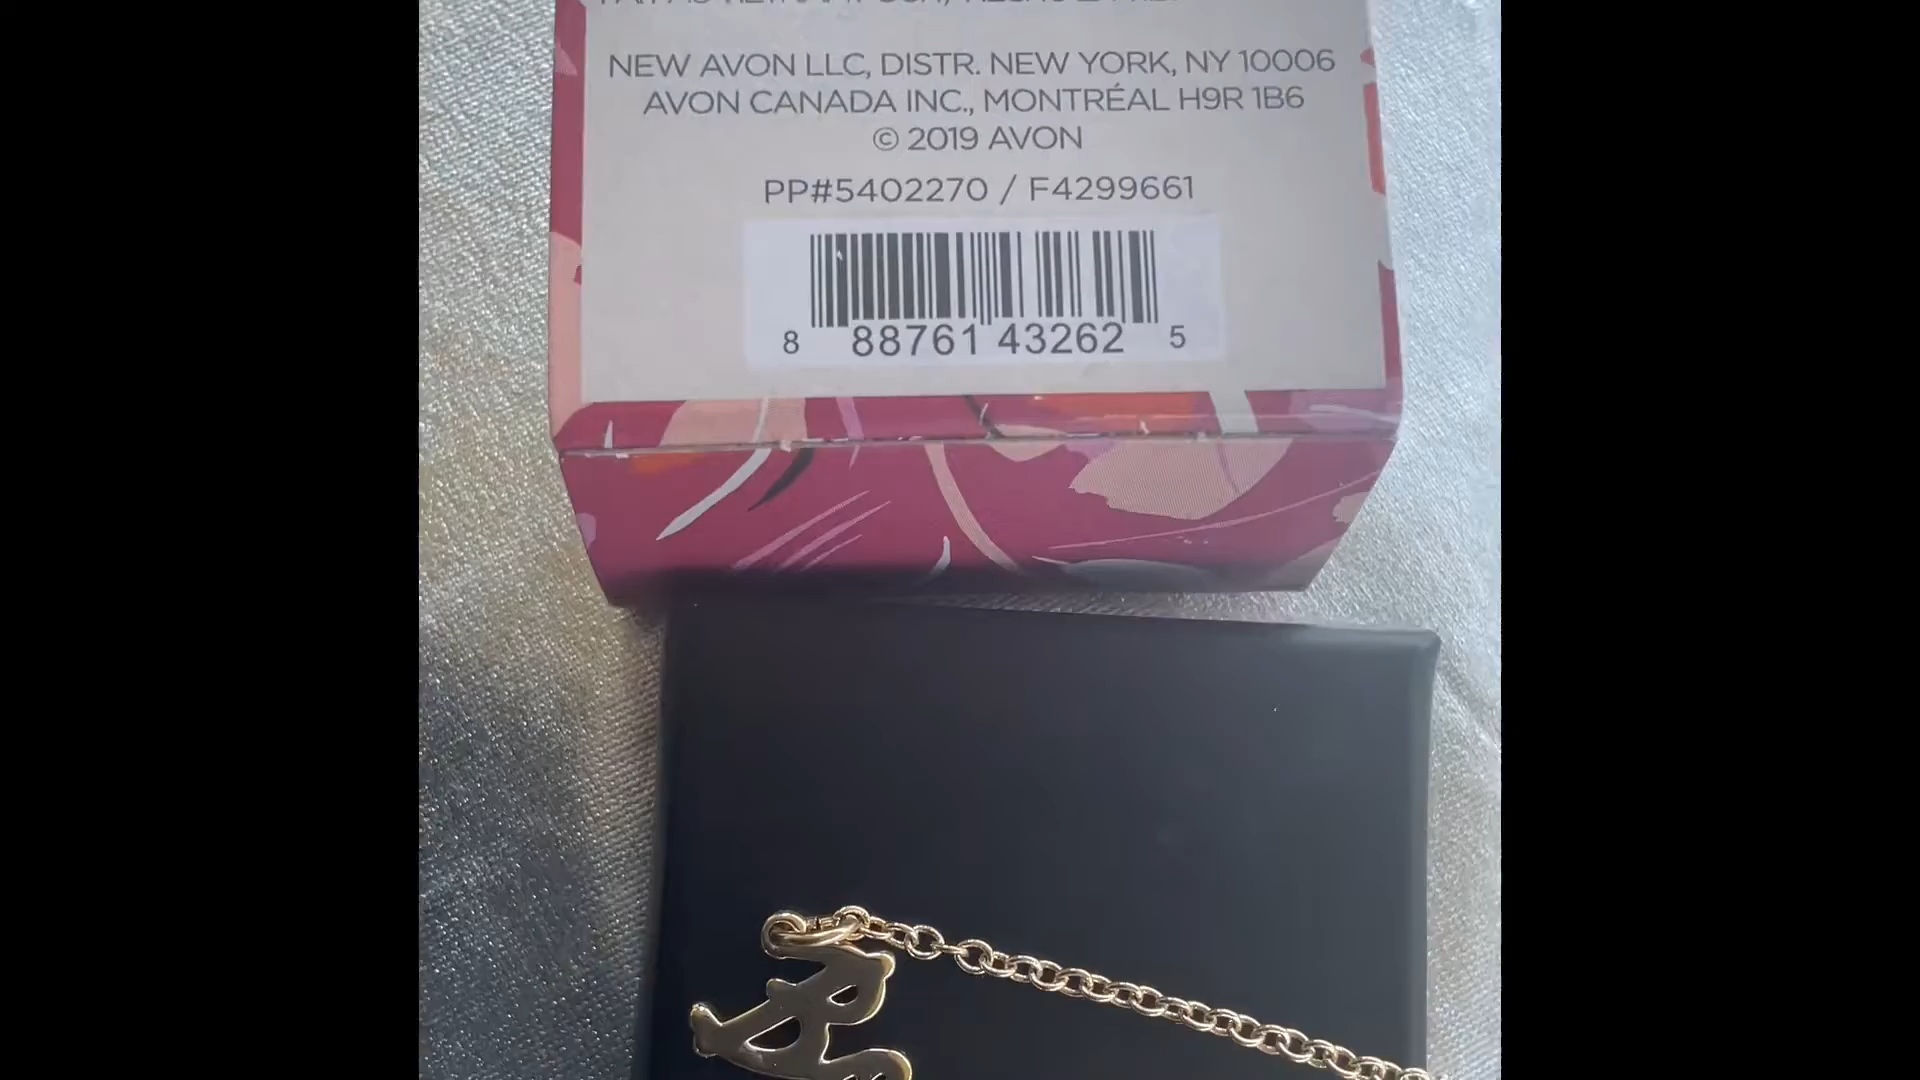 NEW AVON LLC, DISTR. NEW YORK, NY 10006
AVON CANADA INC., MONTRÉAL H9R 1B6
© 2019 AVON
PP#5402270 / F4299661
8 88761 43262 5